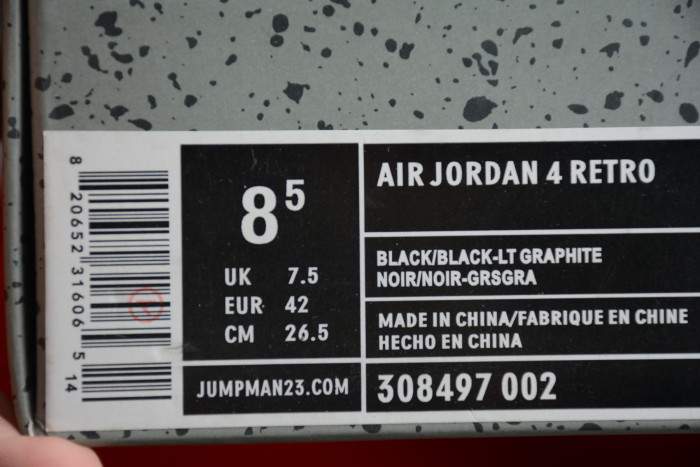 8 20652 31606 5 14
8 5
UK 7.5
EUR 42
CM 26.5
JUMPMAN23.COM
AIR JORDAN 4 RETRO
BLACK/BLACK-LT GRAPHITE
NOIR/NOIR-GRSGRA
MADE IN CHINA/FABRIQUE EN CHINE
HECHO EN CHINA
308497 002